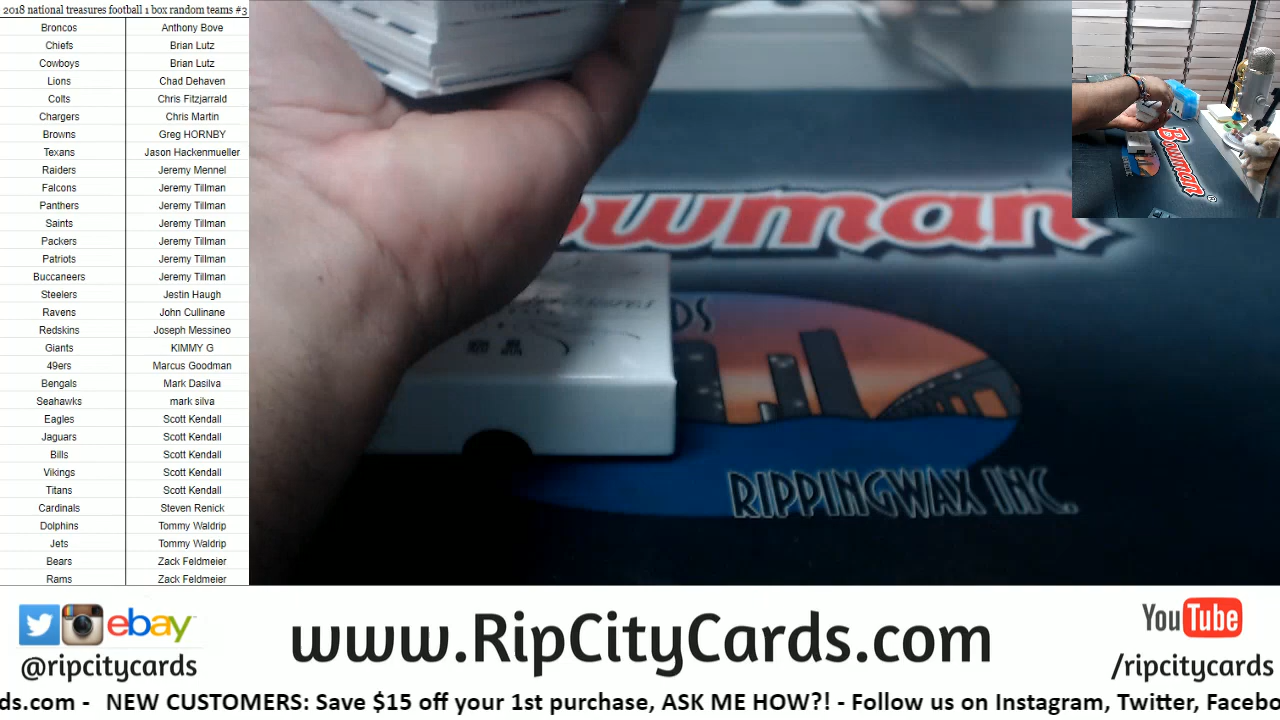 2018 national treasures football 1 box random teams #3
Broncos Anthony Bove
Chiefs Brian Lutz
Cowboys Brian Lutz
Lions Chad Dehaven
Colts Chris Fitzjarrald
Chargers Chris Martin
Browns Greg HORNBY
Texans Jason Hackenmueller
Raiders Jeremy Mennel
Falcons Jeremy Tillman
Panthers Jeremy Tillman
Saints Jeremy Tillman
Packers Jeremy Tillman
Patriots Jeremy Tillman
Buccaneers Jeremy Tillman
Steelers Jestin Haugh
Ravens John Cullinane
Redskins Joseph Messineo
Giants KIMMY G
49ers Marcus Goodman
Bengals Mark Dasilva
Seahawks mark silva
Eagles Scott Kendall
Jaguars Scott Kendall
Bills Scott Kendall
Vikings Scott Kendall
Titans Scott Kendall
Cardinals Steven Renick
Dolphins Tommy Waldrip
Jets Tommy Waldrip
Bears Zack Feldmeier
Rams Zack Feldmeier
Bowman
Bowman
RDS
RIPPINGWAX INC.
ebay
@ripcitycards
www.RipCityCards.com
YouTube
/ripcitycards
ds.com - NEW CUSTOMERS: Save $15 off your 1st purchase, ASK ME HOW?! - Follow us on Instagram, Twitter, Facebo